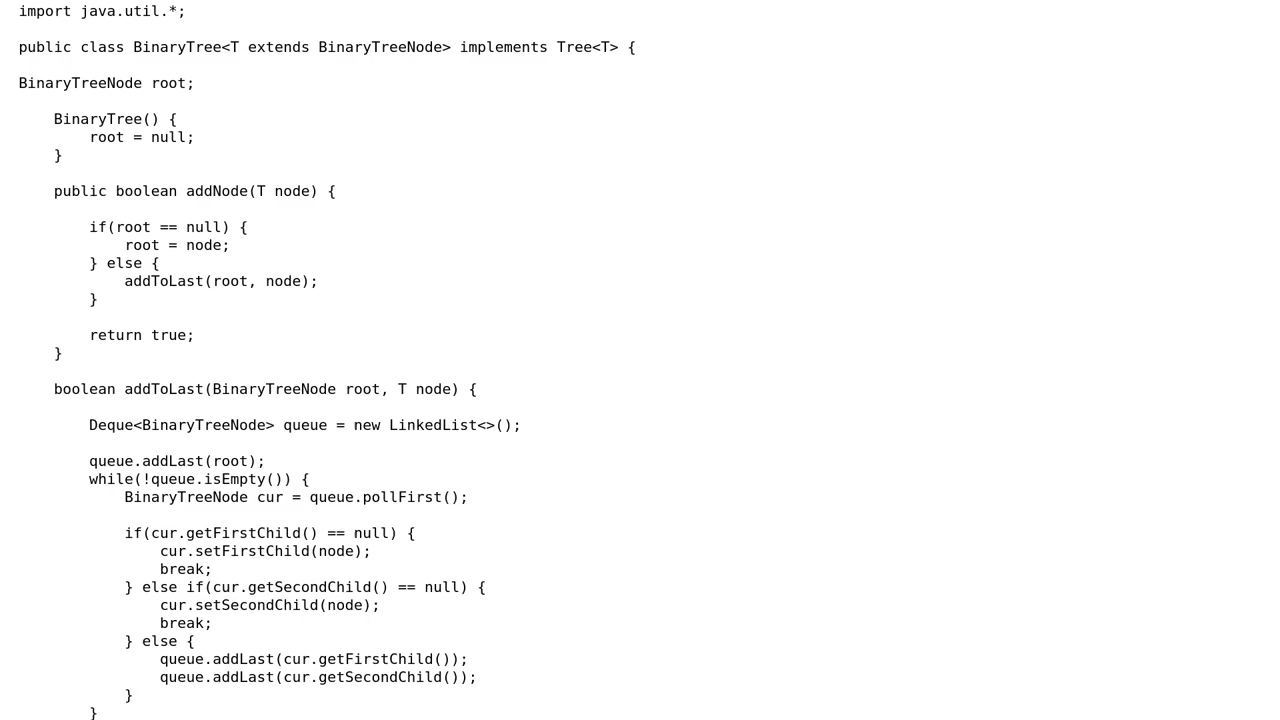 import java.util.*;
public class BinaryTree<T extends BinaryTreeNode> implements Tree<T> {
BinaryTreeNode root;
BinaryTree() {
root = null;
}
public boolean addNode(T node) {
if(root == null) {
root = node;
} else {
addToLast(root, node);
}
return true;
}
boolean addToLast(BinaryTreeNode root, T node) {
Deque<BinaryTreeNode> queue = new LinkedList<>();
queue.addLast(root);
while(!queue.isEmpty()) {
BinaryTreeNode cur = queue.pollFirst();
if(cur.getFirstChild() == null) {
cur.setFirstChild(node);
break;
} else if(cur.getSecondChild() == null) {
cur.setSecondChild(node);
break;
} else {
queue.addLast(cur.getFirstChild());
queue.addLast(cur.getSecondChild());
}
}